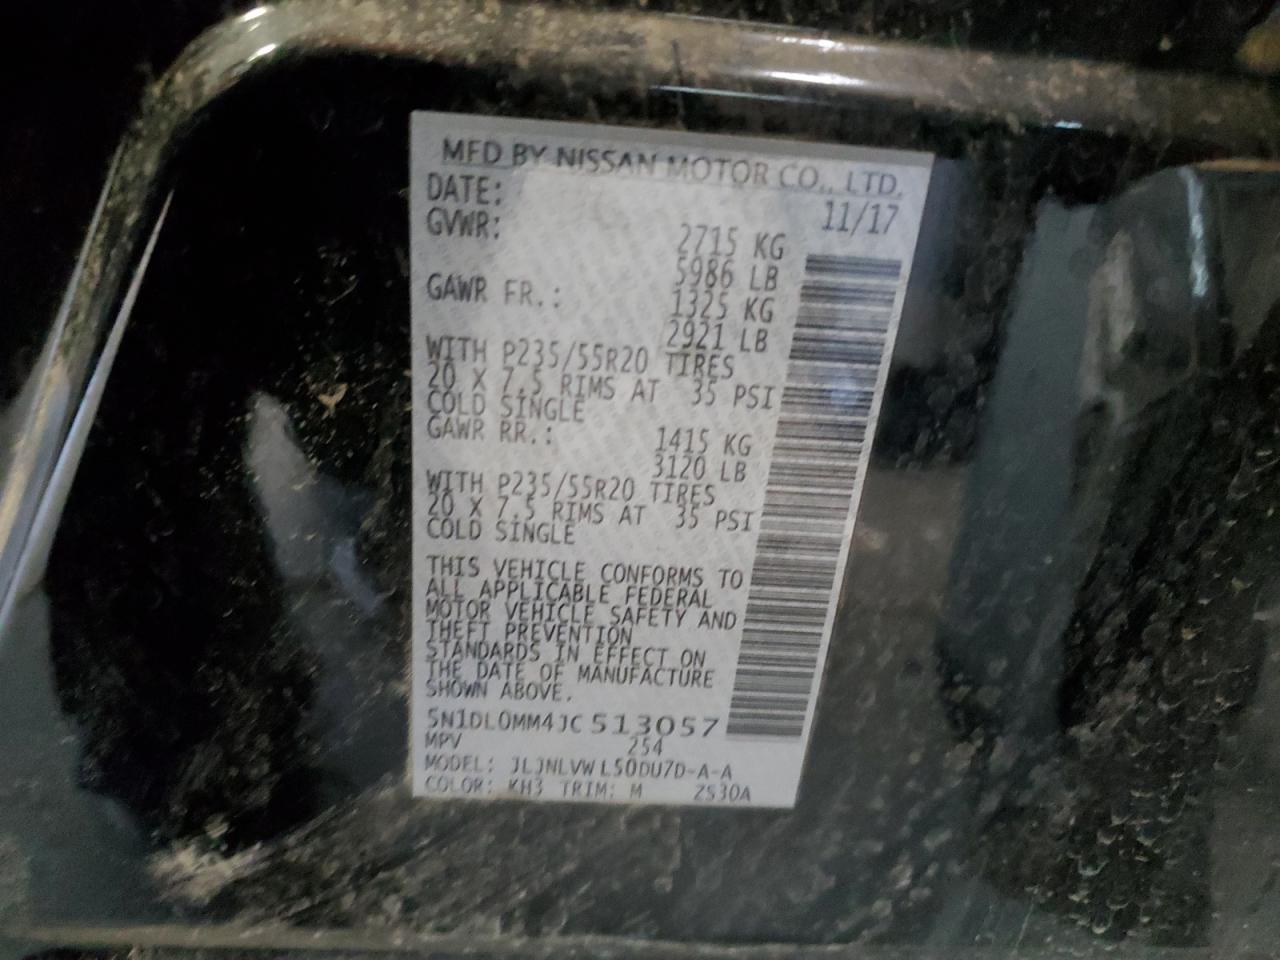 MFD BY NISSAN MOTOR CO., LTD.
DATE: 11/17
GVWR: 2715 KG
5986 LB
GAWR FR.: 1325 KG
2921 LB
WITH P235/55R20 TIRES
20 X 7.5 RIMS AT 35 PSI
COLD SINGLE
GAWR RR.: 1415 KG
3120 LB
WITH P235/55R20 TIRES
20 X 7.5 RIMS AT 35 PSI
COLD SINGLE
THIS VEHICLE CONFORMS TO
ALL APPLICABLE FEDERAL
MOTOR VEHICLE SAFETY AND
THEFT PREVENTION
STANDARDS IN EFFECT ON
THE DATE OF MANUFACTURE
SHOWN ABOVE.
5N1DL0MM4JC513057
MPV 254
MODEL: JLJNLVWL50DU7D-A-A
COLOR: KH3 TRIM: M ZS30A